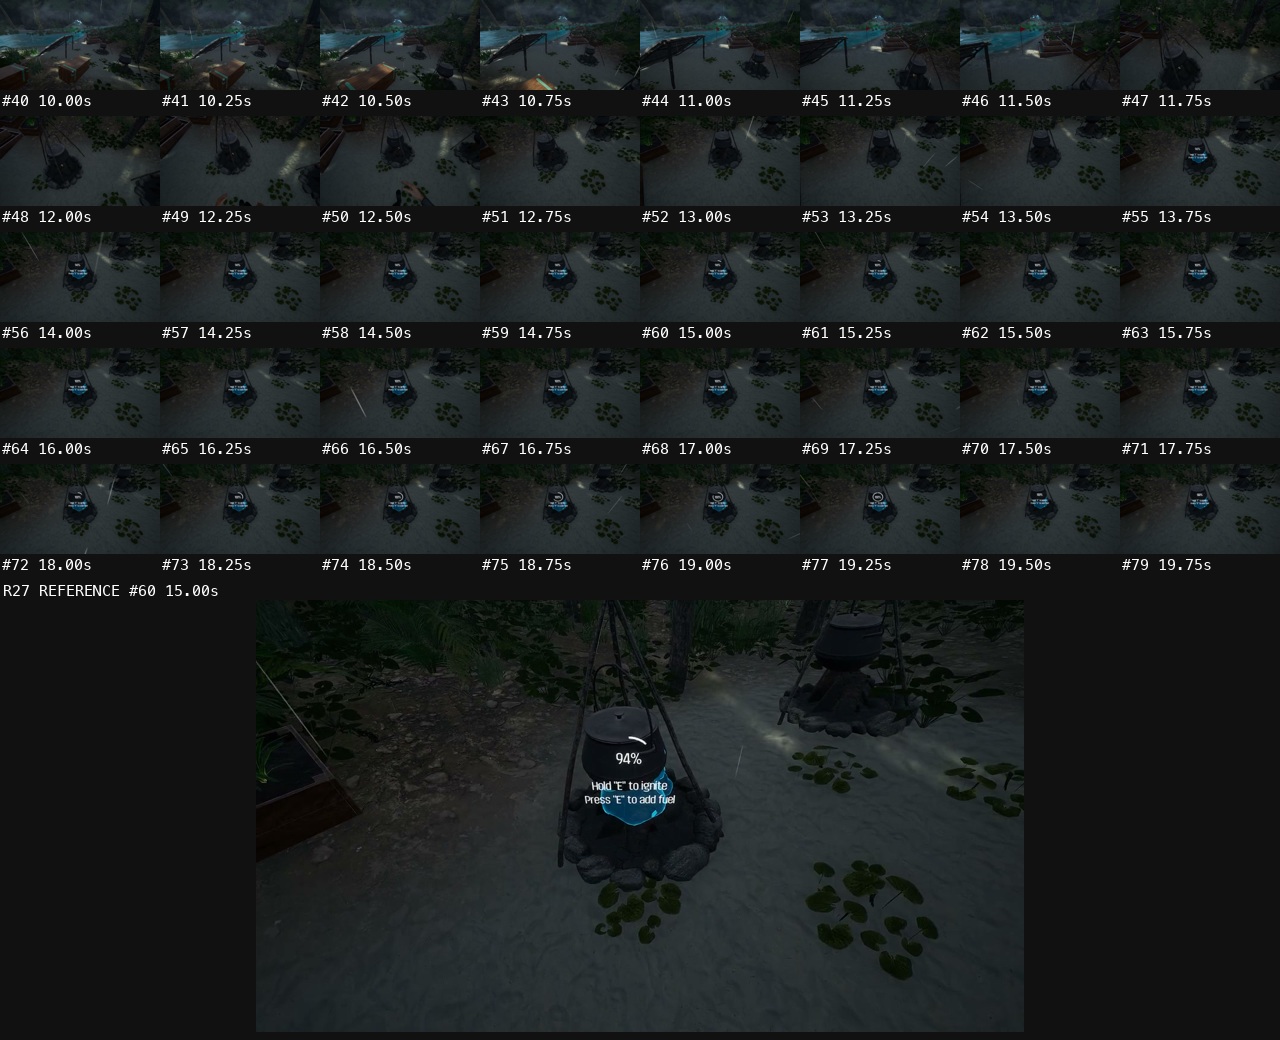 #40 10.00s #41 10.25s #42 10.50s #43 10.75s #44 11.00s #45 11.25s #46 11.50s #47 11.75s
#48 12.00s #49 12.25s #50 12.50s #51 12.75s #52 13.00s #53 13.25s #54 13.50s #55 13.75s
#56 14.00s #57 14.25s #58 14.50s #59 14.75s #60 15.00s #61 15.25s #62 15.50s #63 15.75s
#64 16.00s #65 16.25s #66 16.50s #67 16.75s #68 17.00s #69 17.25s #70 17.50s #71 17.75s
#72 18.00s #73 18.25s #74 18.50s #75 18.75s #76 19.00s #77 19.25s #78 19.50s #79 19.75s
R27 REFERENCE #60 15.00s
94%
Hold "E" to ignite
Press "E" to add fuel